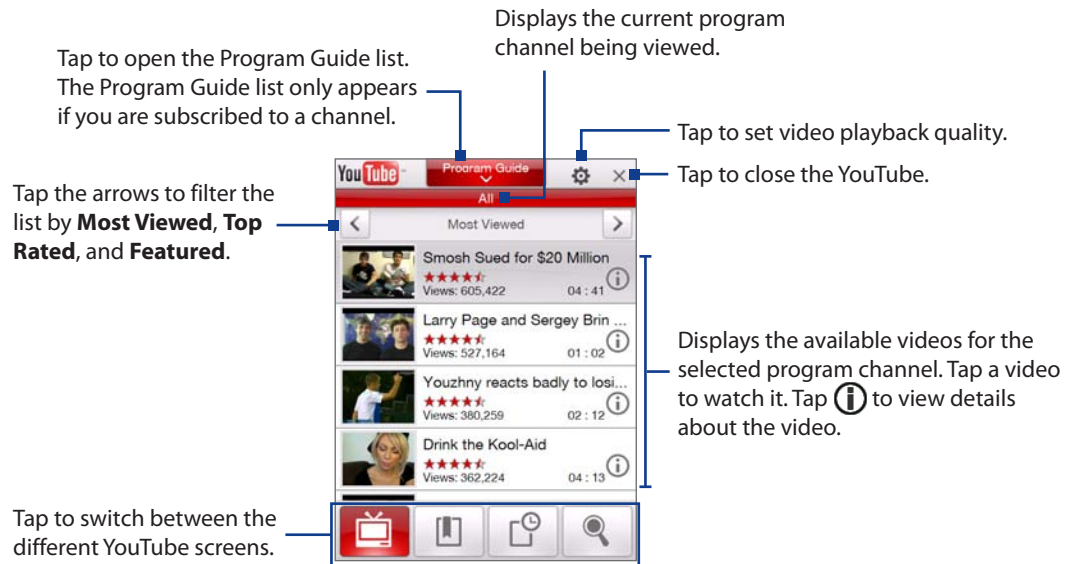 Displays the current program
channel being viewed.
Tap to open the Program Guide list.
The Program Guide list only appears
if you are subscribed to a channel.
Tap to set video playback quality.
Tap to close the YouTube.
Tap the arrows to filter the
list by Most Viewed, Top
Rated, and Featured.
YouTube
Program Guide
All
Most Viewed
Smosh Sued for $20 Million
Views: 605,422 04 : 41
Larry Page and Sergey Brin ...
Views: 527,164 01 : 02
Youzhny reacts badly to losi...
Views: 380,259 02 : 12
Drink the Kool-Aid
Views: 362,224 04 : 13
Displays the available videos for the
selected program channel. Tap a video
to watch it. Tap i to view details
about the video.
Tap to switch between the
different YouTube screens.